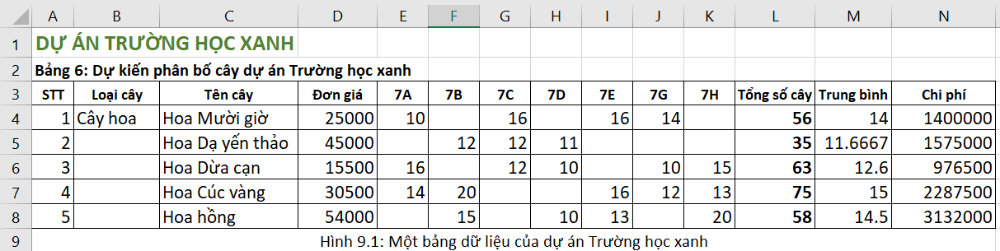 A B C D E F G H I J K L M N
1 DỰ ÁN TRƯỜNG HỌC XANH
2 Bảng 6: Dự kiến phân bố cây dự án Trường học xanh
3 STT Loại cây Tên cây Đơn giá 7A 7B 7C 7D 7E 7G 7H Tổng số cây Trung bình Chi phí
4 1 Cây hoa Hoa Mười giờ 25000 10 16 16 14 56 14 1400000
5 2 Hoa Dạ yến thảo 45000 12 12 11 35 11.6667 1575000
6 3 Hoa Dừa cạn 15500 16 12 10 10 15 63 12.6 976500
7 4 Hoa Cúc vàng 30500 14 20 16 12 13 75 15 2287500
8 5 Hoa hồng 54000 15 10 13 20 58 14.5 3132000
9 Hình 9.1: Một bảng dữ liệu của dự án Trường học xanh